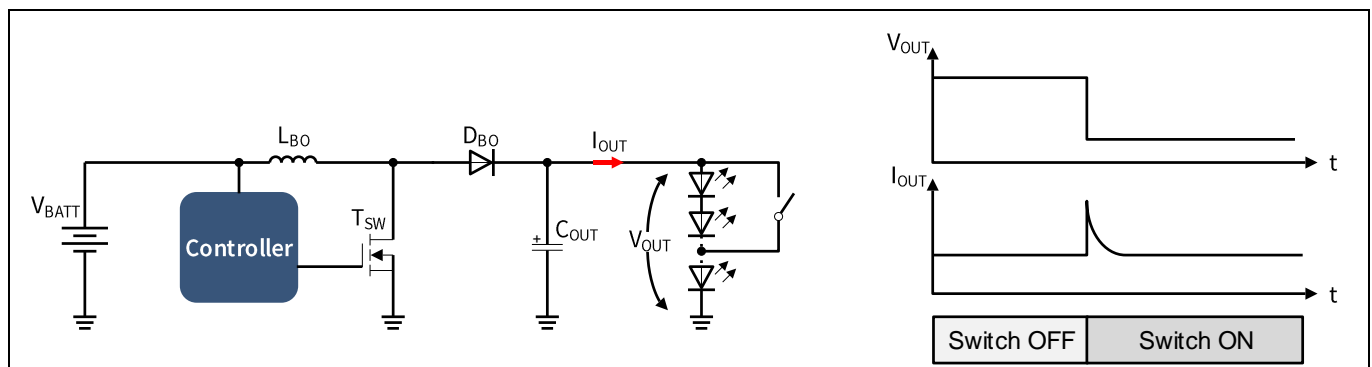 V_BATT
Controller
L_BO
T_SW
D_BO
C_OUT
+
I_OUT
V_OUT
V_OUT
t
I_OUT
t
Switch OFF
Switch ON